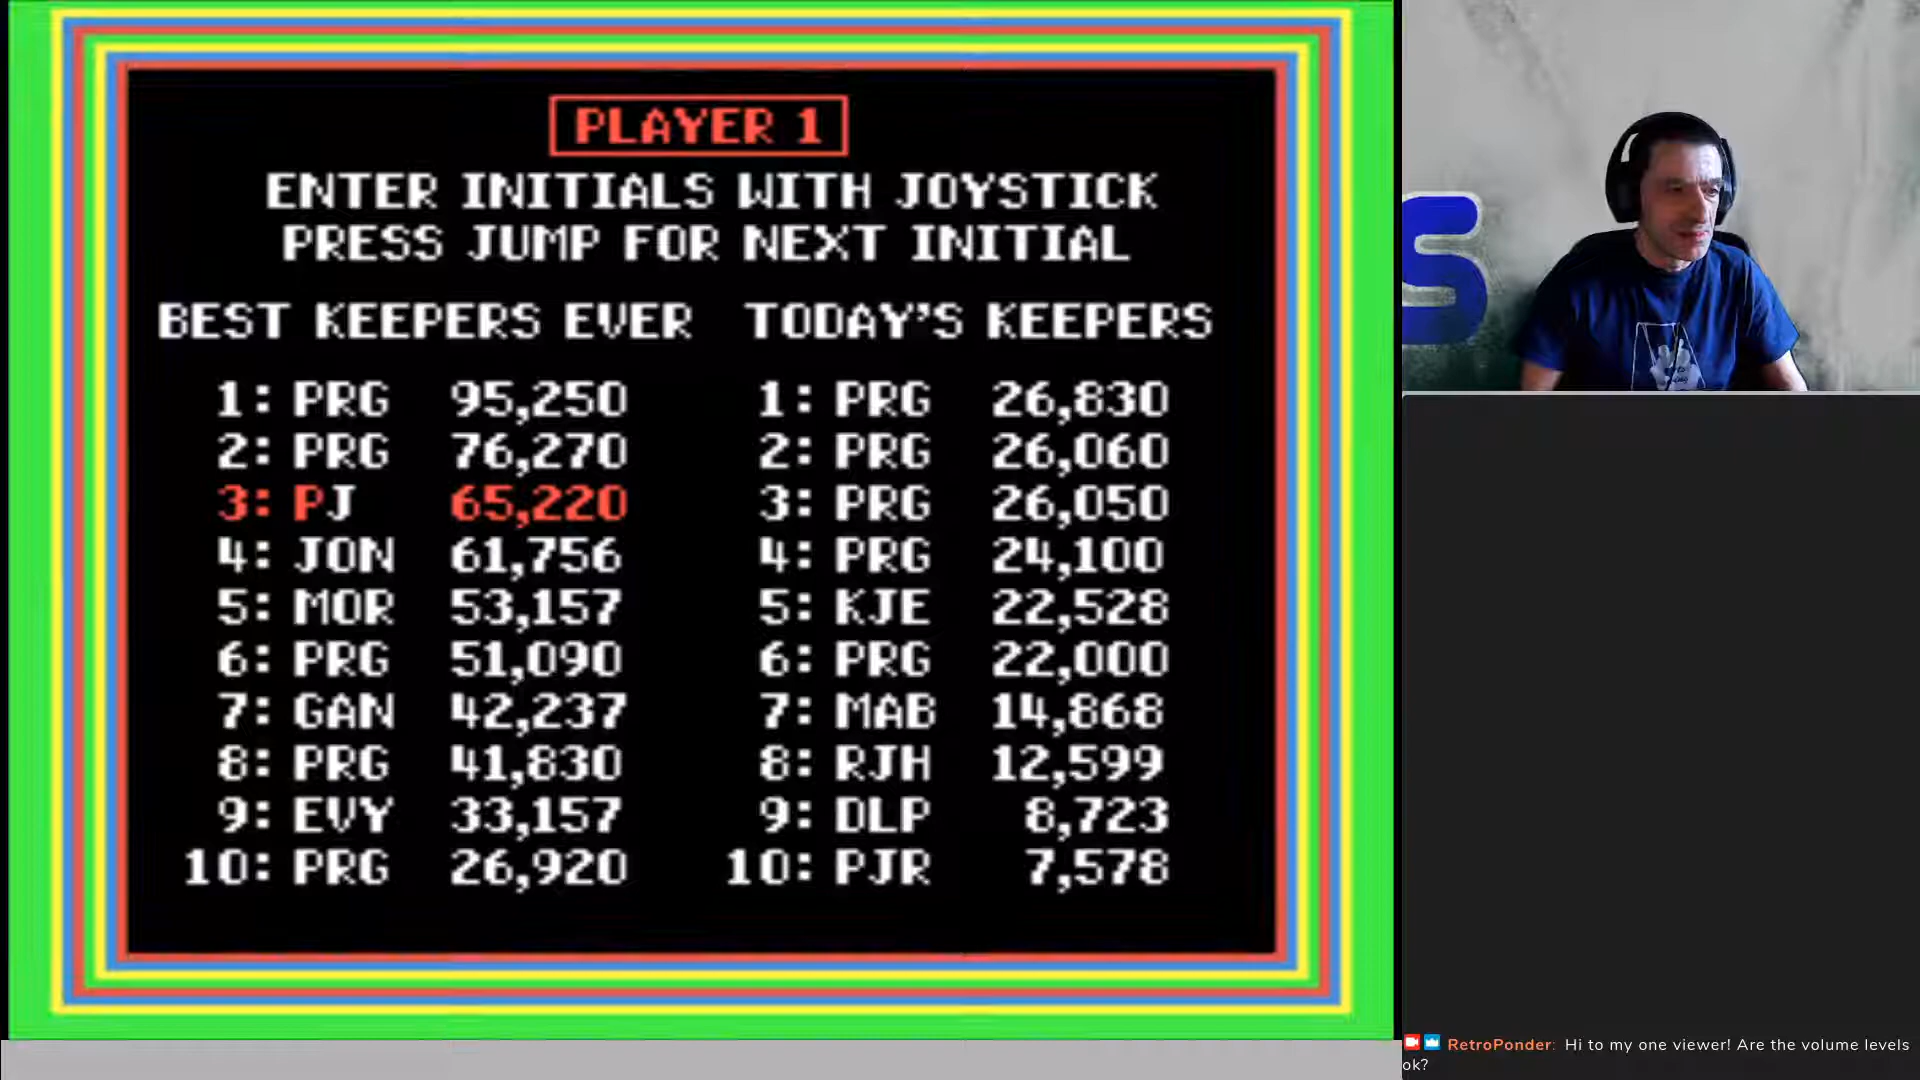 PLAYER 1
ENTER INITIALS WITH JOYSTICK
PRESS JUMP FOR NEXT INITIAL
BEST KEEPERS EVER
1: PRG 95,250
2: PRG 76,270
3: PJ 65,220
4: JON 61,756
5: MOR 53,157
6: PRG 51,090
7: GAN 42,237
8: PRG 41,830
9: EVY 33,157
10: PRG 26,920
TODAY'S KEEPERS
1: PRG 26,830
2: PRG 26,060
3: PRG 26,050
4: PRG 24,100
5: KJE 22,528
6: PRG 22,000
7: MAB 14,868
8: RJH 12,599
9: DLP 8,723
10: PJR 7,578
S
RetroPonder: Hi to my one viewer! Are the volume levels
ok?